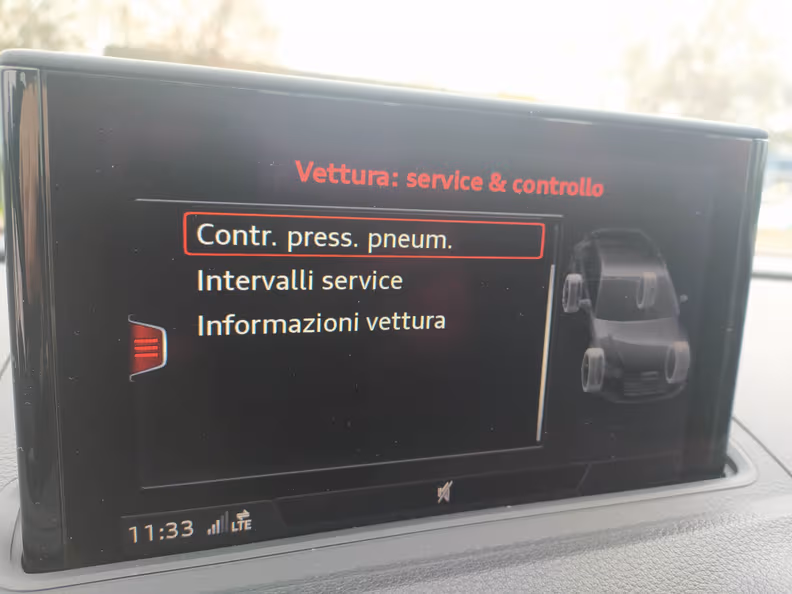 Vettura: service & controllo
Contr. press. pneum.
Intervalli service
Informazioni vettura
11:33 LTE